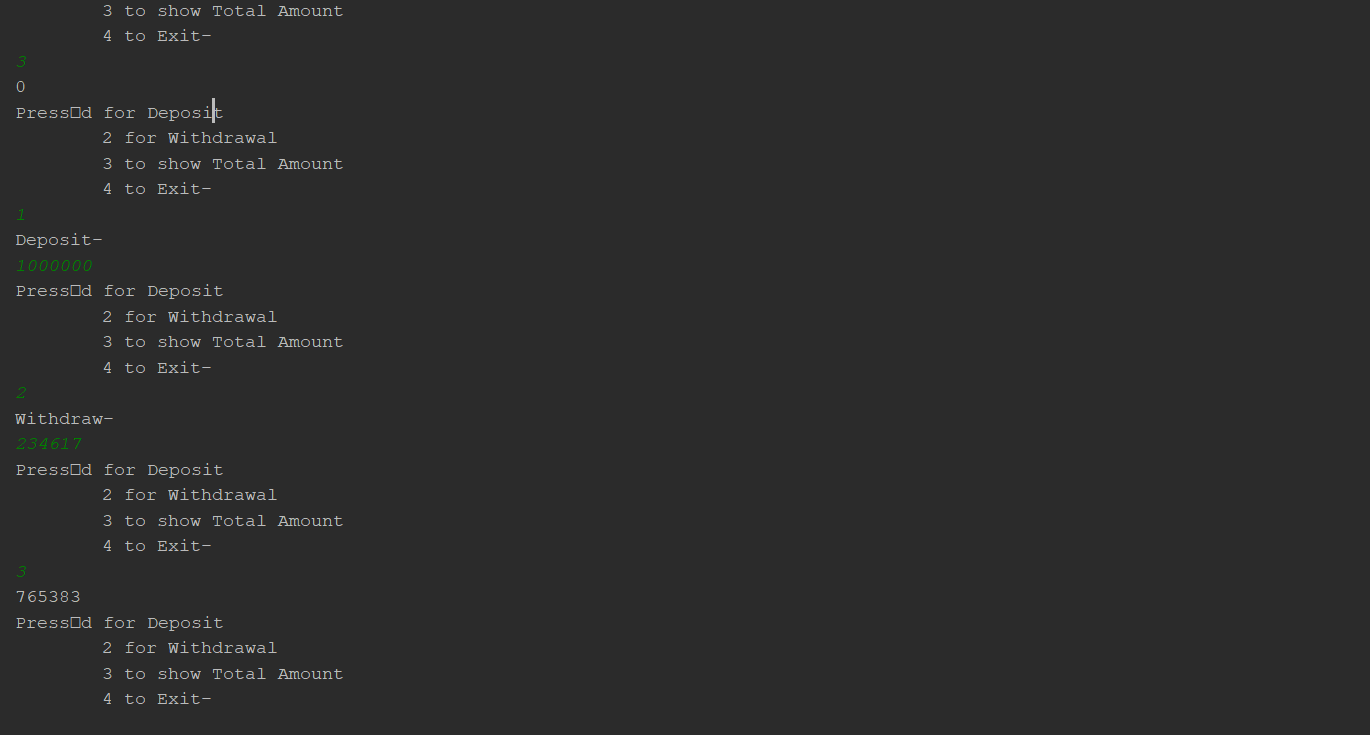 3 to show Total Amount
4 to Exit-
3
0
Press□d for Deposit
2 for Withdrawal
3 to show Total Amount
4 to Exit-
1
Deposit-
1000000
Press□d for Deposit
2 for Withdrawal
3 to show Total Amount
4 to Exit-
2
Withdraw-
234617
Press□d for Deposit
2 for Withdrawal
3 to show Total Amount
4 to Exit-
3
765383
Press□d for Deposit
2 for Withdrawal
3 to show Total Amount
4 to Exit-